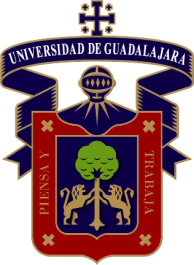 UNIVERSIDAD DE GUADALAJARA
PIENSA Y
TRABAJA